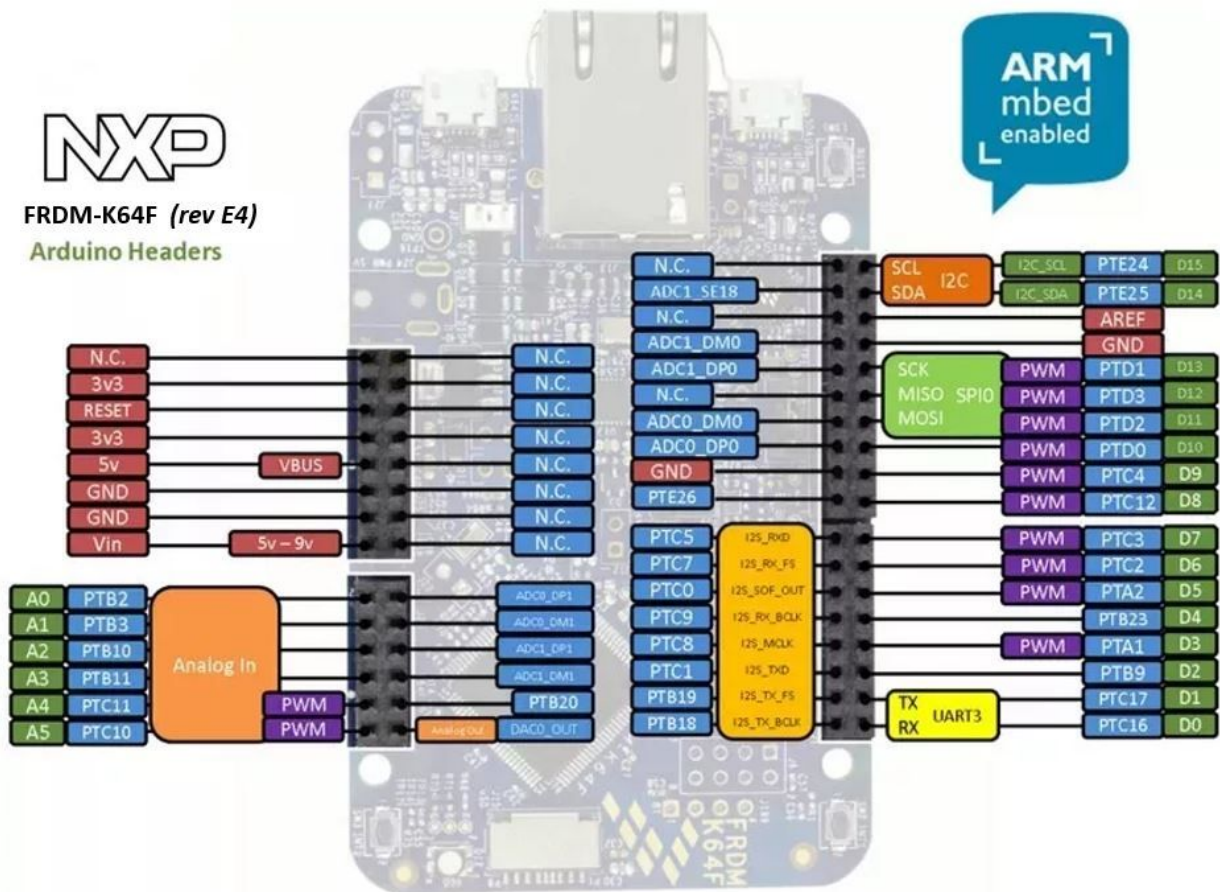 NXP
FRDM-K64F (rev E4)
Arduino Headers
ARM
mbed
enabled
N.C.
3v3
RESET
3v3
5v VBUS
GND
GND
Vin 5v – 9v
N.C.
N.C.
N.C.
N.C.
N.C.
N.C.
N.C.
N.C.
A0 PTB2
A1 PTB3
A2 PTB10
A3 PTB11
A4 PTC11 PWM
A5 PTC10 PWM
Analog In
ADC0_DP1
ADC0_DM1
ADC1_DP1
ADC1_DM1
PTB20
Analog Out DAC0_OUT
N.C.
ADC1_SE18
N.C.
ADC1_DM0
ADC1_DP0
N.C.
ADC0_DM0
ADC0_DP0
GND
PTE26
PTC5 I2S_RXD
PTC7 I2S_RX_FS
PTC0 I2S_SOF_OUT
PTC9 I2S_RX_BCLK
PTC8 I2S_MCLK
PTC1 I2S_TXD
PTB19 I2S_TX_FS
PTB18 I2S_TX_BCLK
SCL I2C I2C_SCL PTE24 D15
SDA I2C_SDA PTE25 D14
AREF
GND
SCK PWM PTD1 D13
MISO SPI0 PWM PTD3 D12
MOSI PWM PTD2 D11
PWM PTD0 D10
PWM PTC4 D9
PWM PTC12 D8
PWM PTC3 D7
PWM PTC2 D6
PWM PTA2 D5
PTB23 D4
PWM PTA1 D3
PTB9 D2
TX UART3 PTC17 D1
RX PTC16 D0
FRDM
K64F